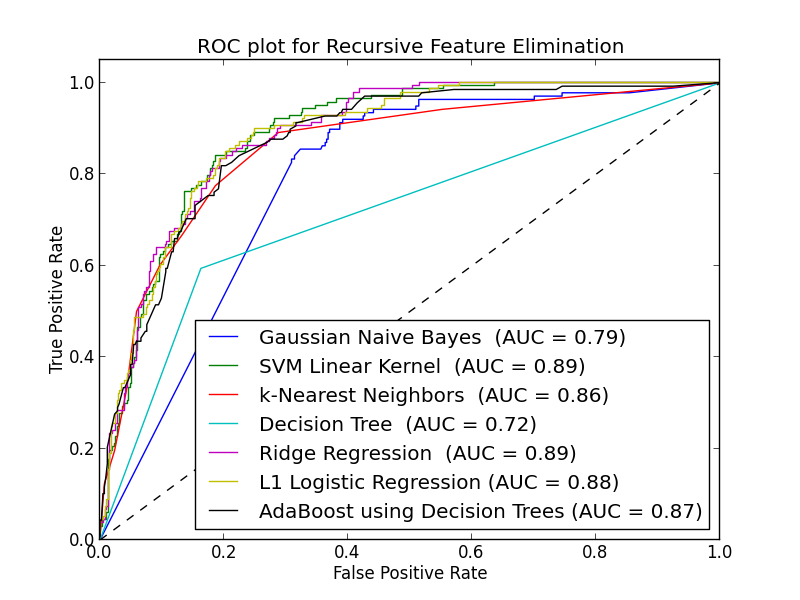 ROC plot for Recursive Feature Elimination
1.0
0.8
0.6
0.4
0.2
0.0
True Positive Rate
Gaussian Naive Bayes (AUC = 0.79)
SVM Linear Kernel (AUC = 0.89)
k-Nearest Neighbors (AUC = 0.86)
Decision Tree (AUC = 0.72)
Ridge Regression (AUC = 0.89)
L1 Logistic Regression (AUC = 0.88)
AdaBoost using Decision Trees (AUC = 0.87)
0.0 0.2 0.4 0.6 0.8 1.0
False Positive Rate